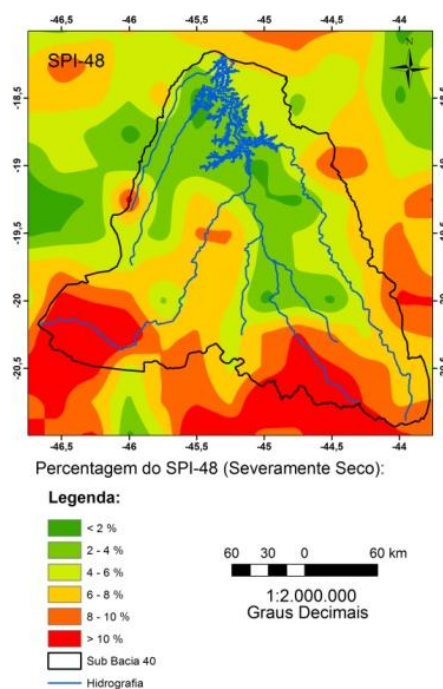 -46,5 -46 -45,5 -45 -44,5 -44
SPI-48
N
-18,5 -18,5
-19 -19
-19,5 -19,5
-20 -20
-20,5 -20,5
-46,5 -46 -45,5 -45 -44,5 -44
Percentagem do SPI-48 (Severamente Seco):
Legenda:
< 2 %
2 - 4 %
4 - 6 %
6 - 8 %
8 - 10 %
> 10 %
Sub Bacia 40
Hidrografia
60 30 0 60 km
1:2.000.000
Graus Decimais